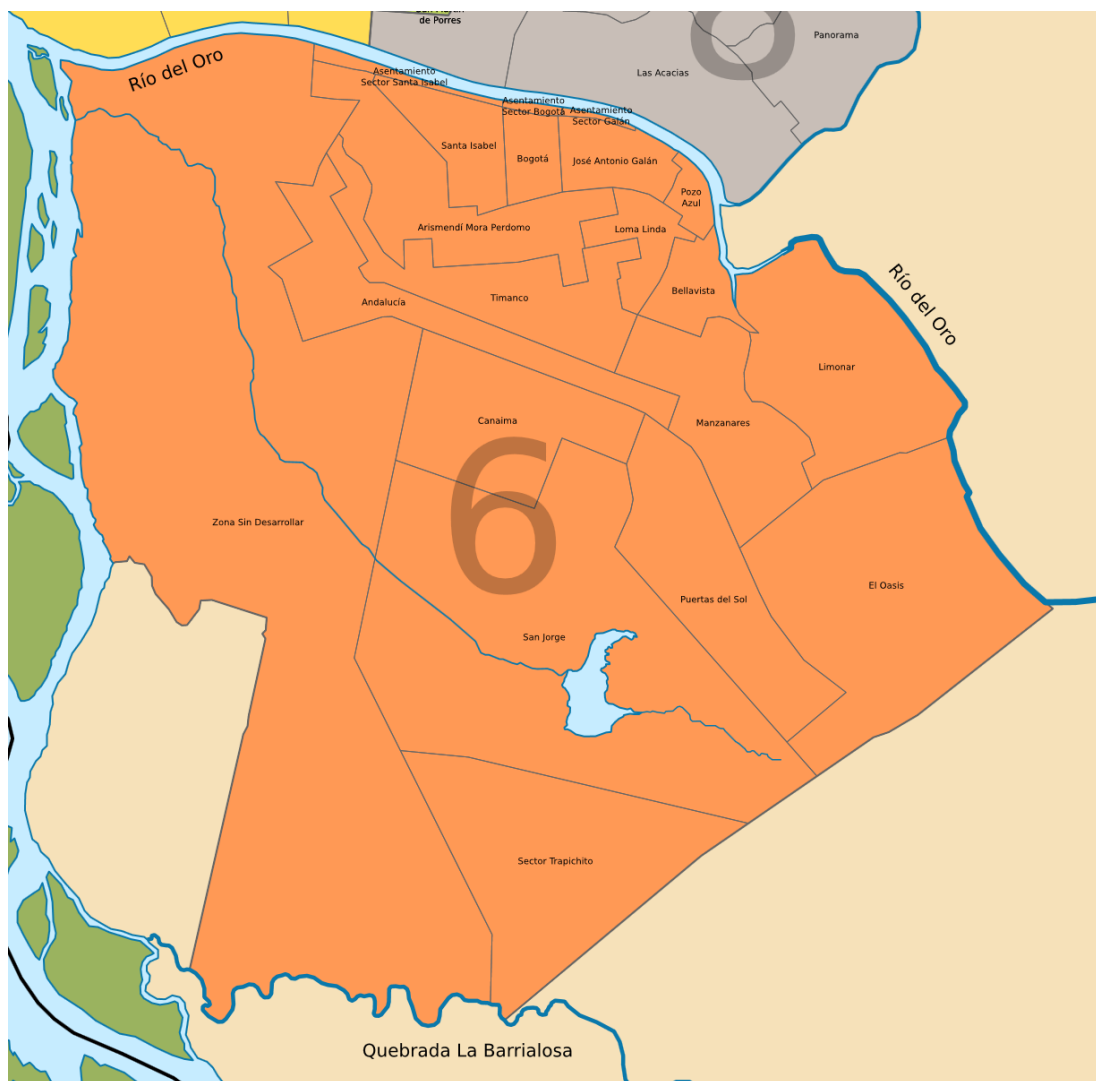 de Porres
Panorama
Río del Oro
Las Acacias
Asentamiento
Sector Santa Isabel
Asentamiento
Sector Bogotá
Asentamiento
Sector Galán
Santa Isabel
Bogotá
José Antonio Galán
Pozo
Azul
Arismendí Mora Perdomo
Loma Linda
Bellavista
Timanco
Andalucía
Río del Oro
Limonar
Canaima
Manzanares
6
Zona Sin Desarrollar
El Oasis
Puertas del Sol
San Jorge
Sector Trapichito
Quebrada La Barrialosa